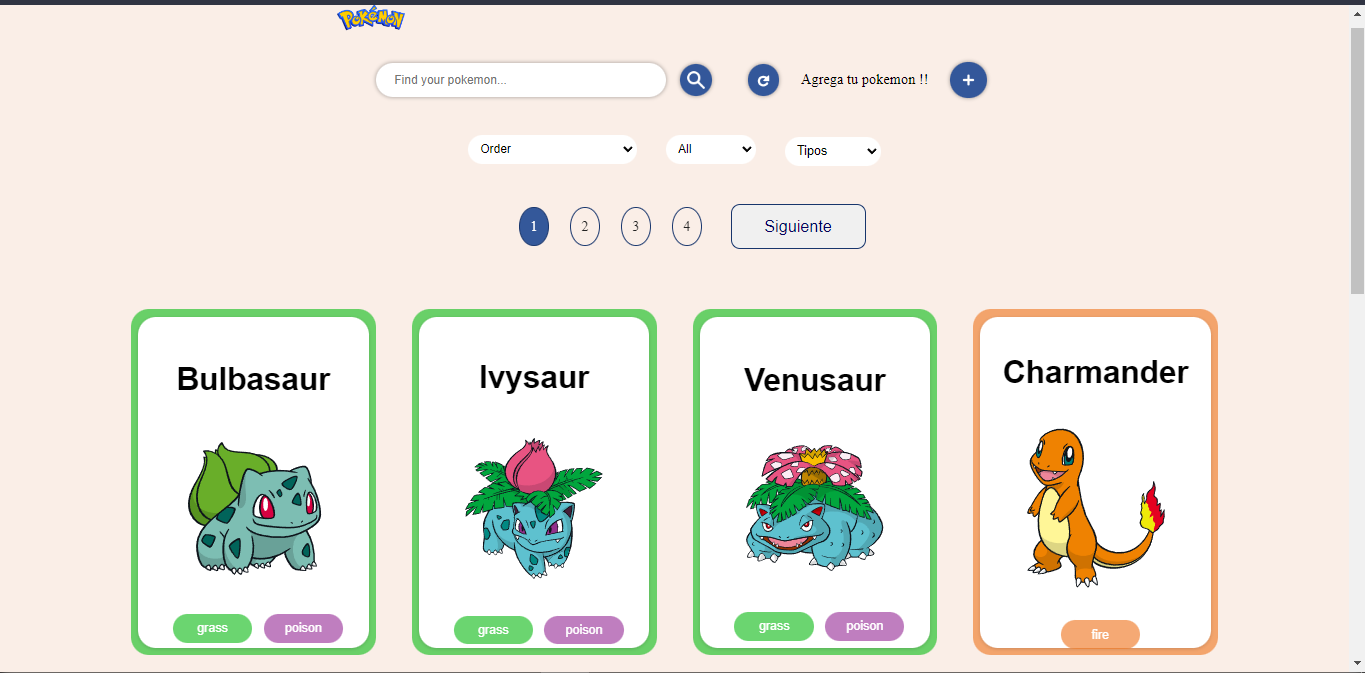 Pokémon
Find your pokemon...
Agrega tu pokemon !!
+
Order
All
Tipos
1 2 3 4 Siguiente
Bulbasaur
Ivysaur
Venusaur
Charmander
grass poison
grass poison
grass poison
fire